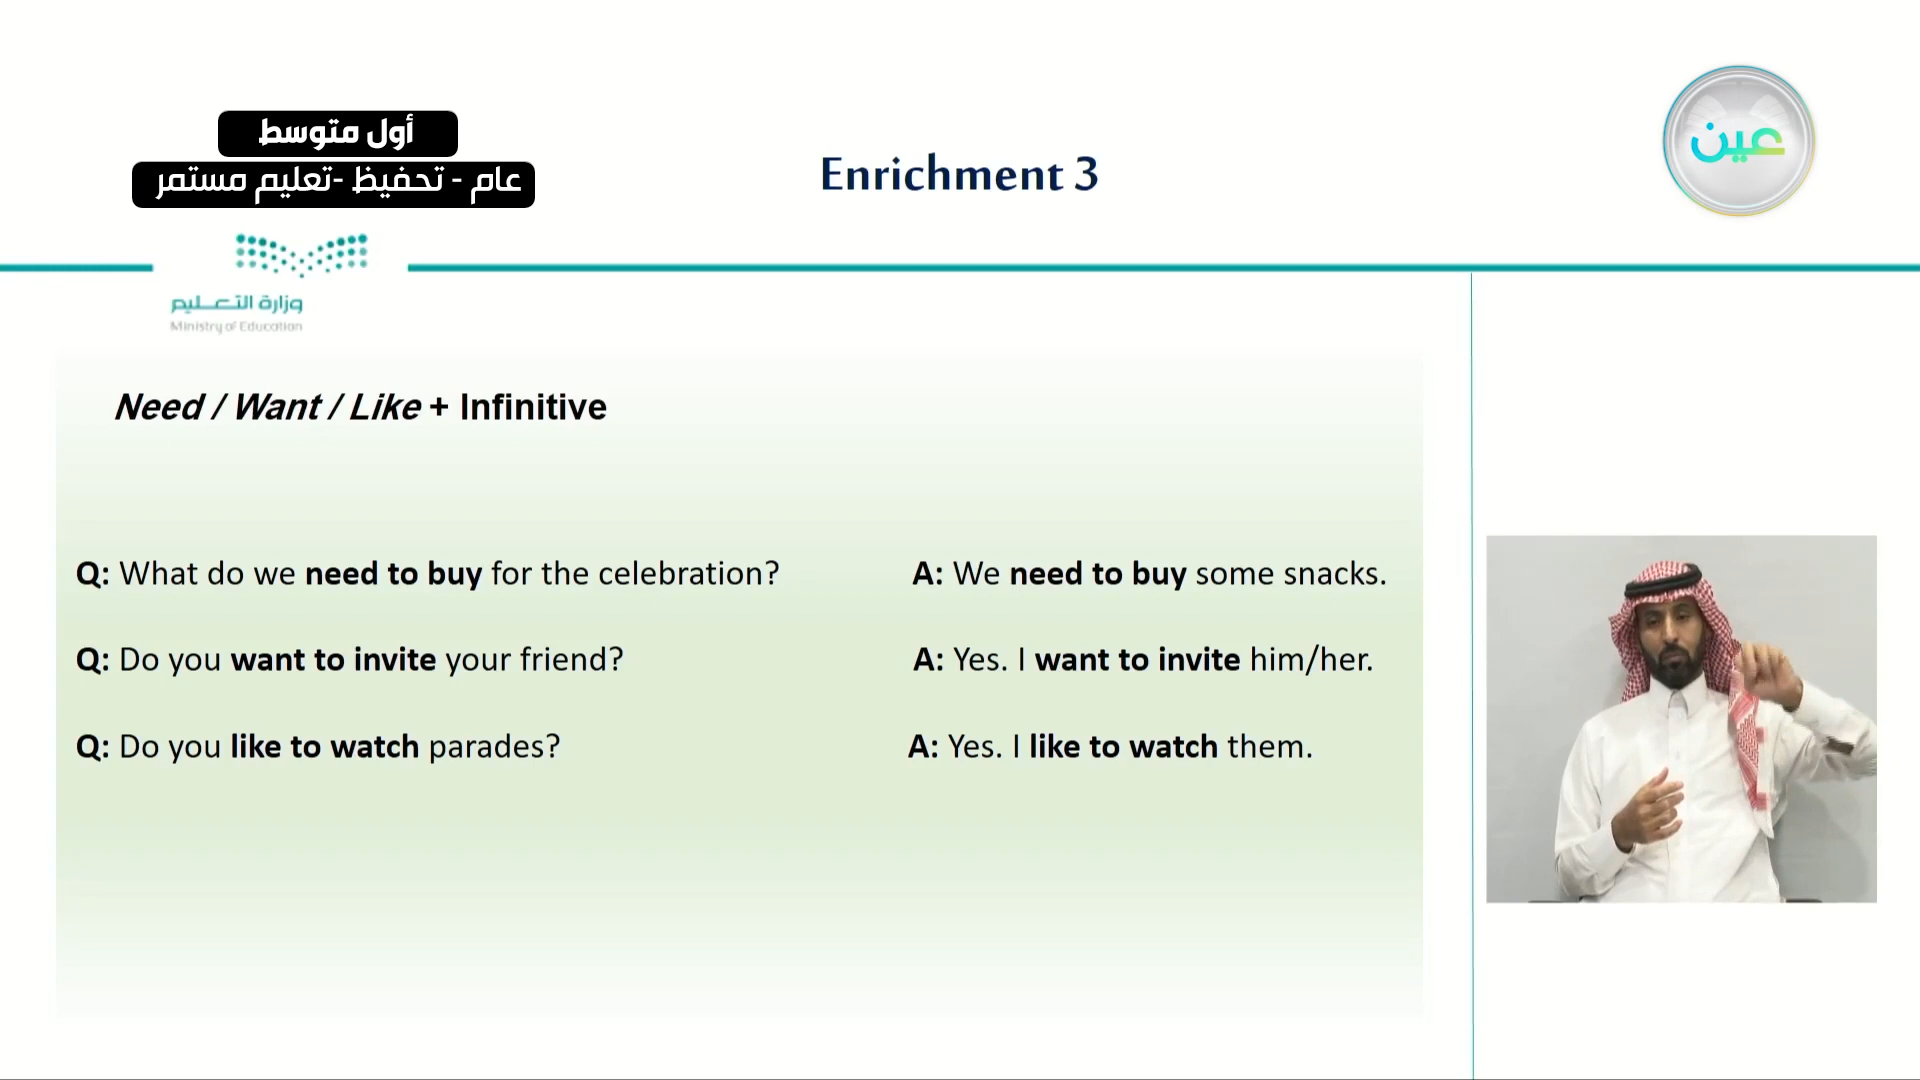 أول متوسط
عام - تحفيظ -تعليم مستمر
Enrichment 3
عين
وزارة التعليم
Ministry of Education
Need / Want / Like + Infinitive
Q: What do we need to buy for the celebration? A: We need to buy some snacks.
Q: Do you want to invite your friend? A: Yes. I want to invite him/her.
Q: Do you like to watch parades? A: Yes. I like to watch them.